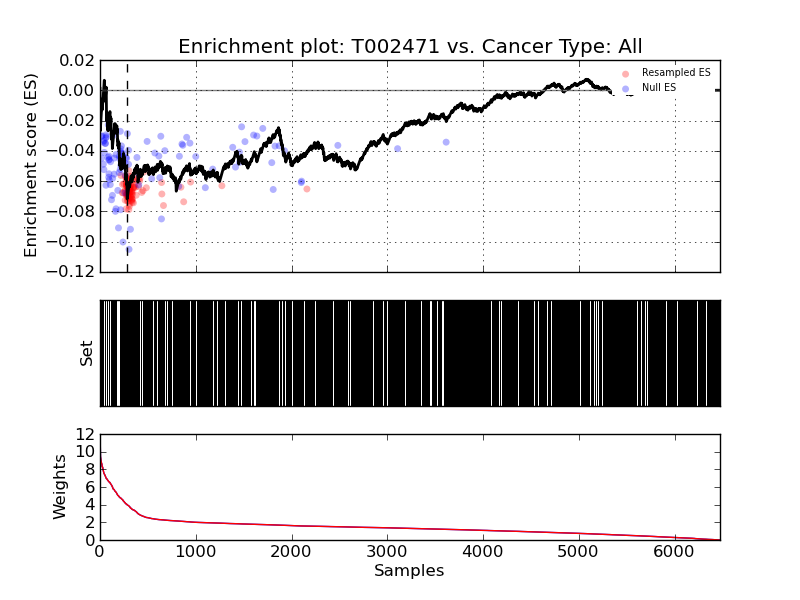 Enrichment plot: T002471 vs. Cancer Type: All
Enrichment score (ES)
0.02
0.00
−0.02
−0.04
−0.06
−0.08
−0.10
−0.12
Resampled ES
Null ES
Set
Weights
12
10
8
6
4
2
0
0 1000 2000 3000 4000 5000 6000
Samples